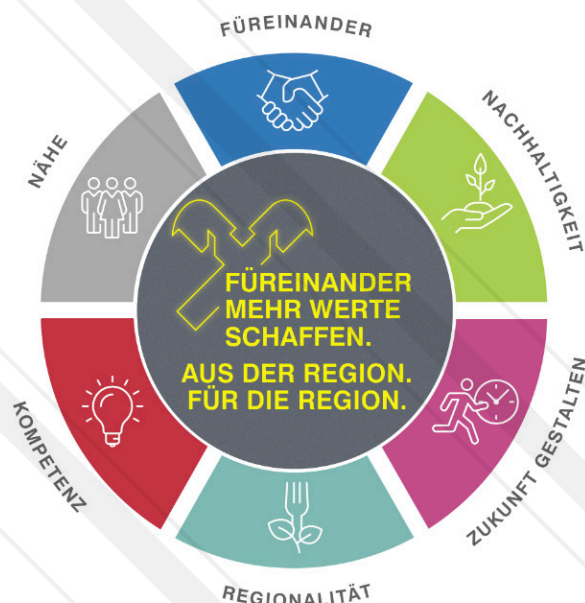 FÜREINANDER
NACHHALTIGKEIT
ZUKUNFT GESTALTEN
REGIONALITÄT
KOMPETENZ
NÄHE
FÜREINANDER
MEHR WERTE
SCHAFFEN.
AUS DER REGION.
FÜR DIE REGION.